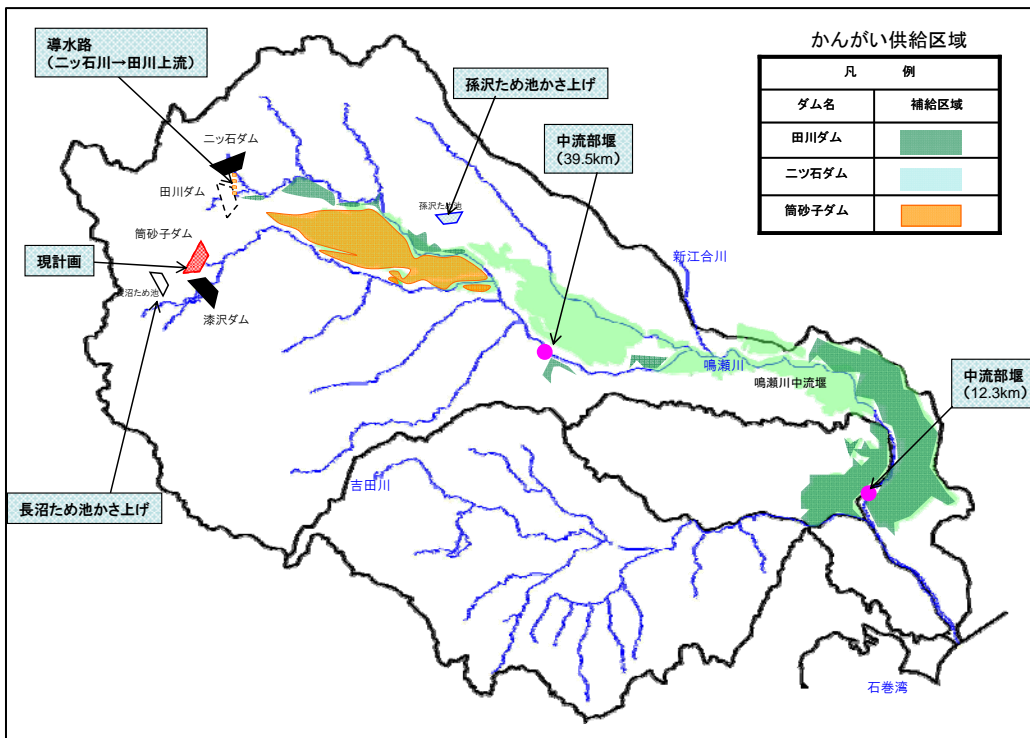 導水路
（二ッ石川→田川上流）
孫沢ため池かさ上げ
中流部堰
（39.5km）
かんがい供給区域
凡　例
ダム名　補給区域
田川ダム
二ッ石ダム
筒砂子ダム
二ッ石ダム
田川ダム
孫沢ため池
筒砂子ダム
現計画
長沼ため池
漆沢ダム
新江合川
鳴瀬川
鳴瀬川中流堰
中流部堰
（12.3km）
長沼ため池かさ上げ
吉田川
石巻湾